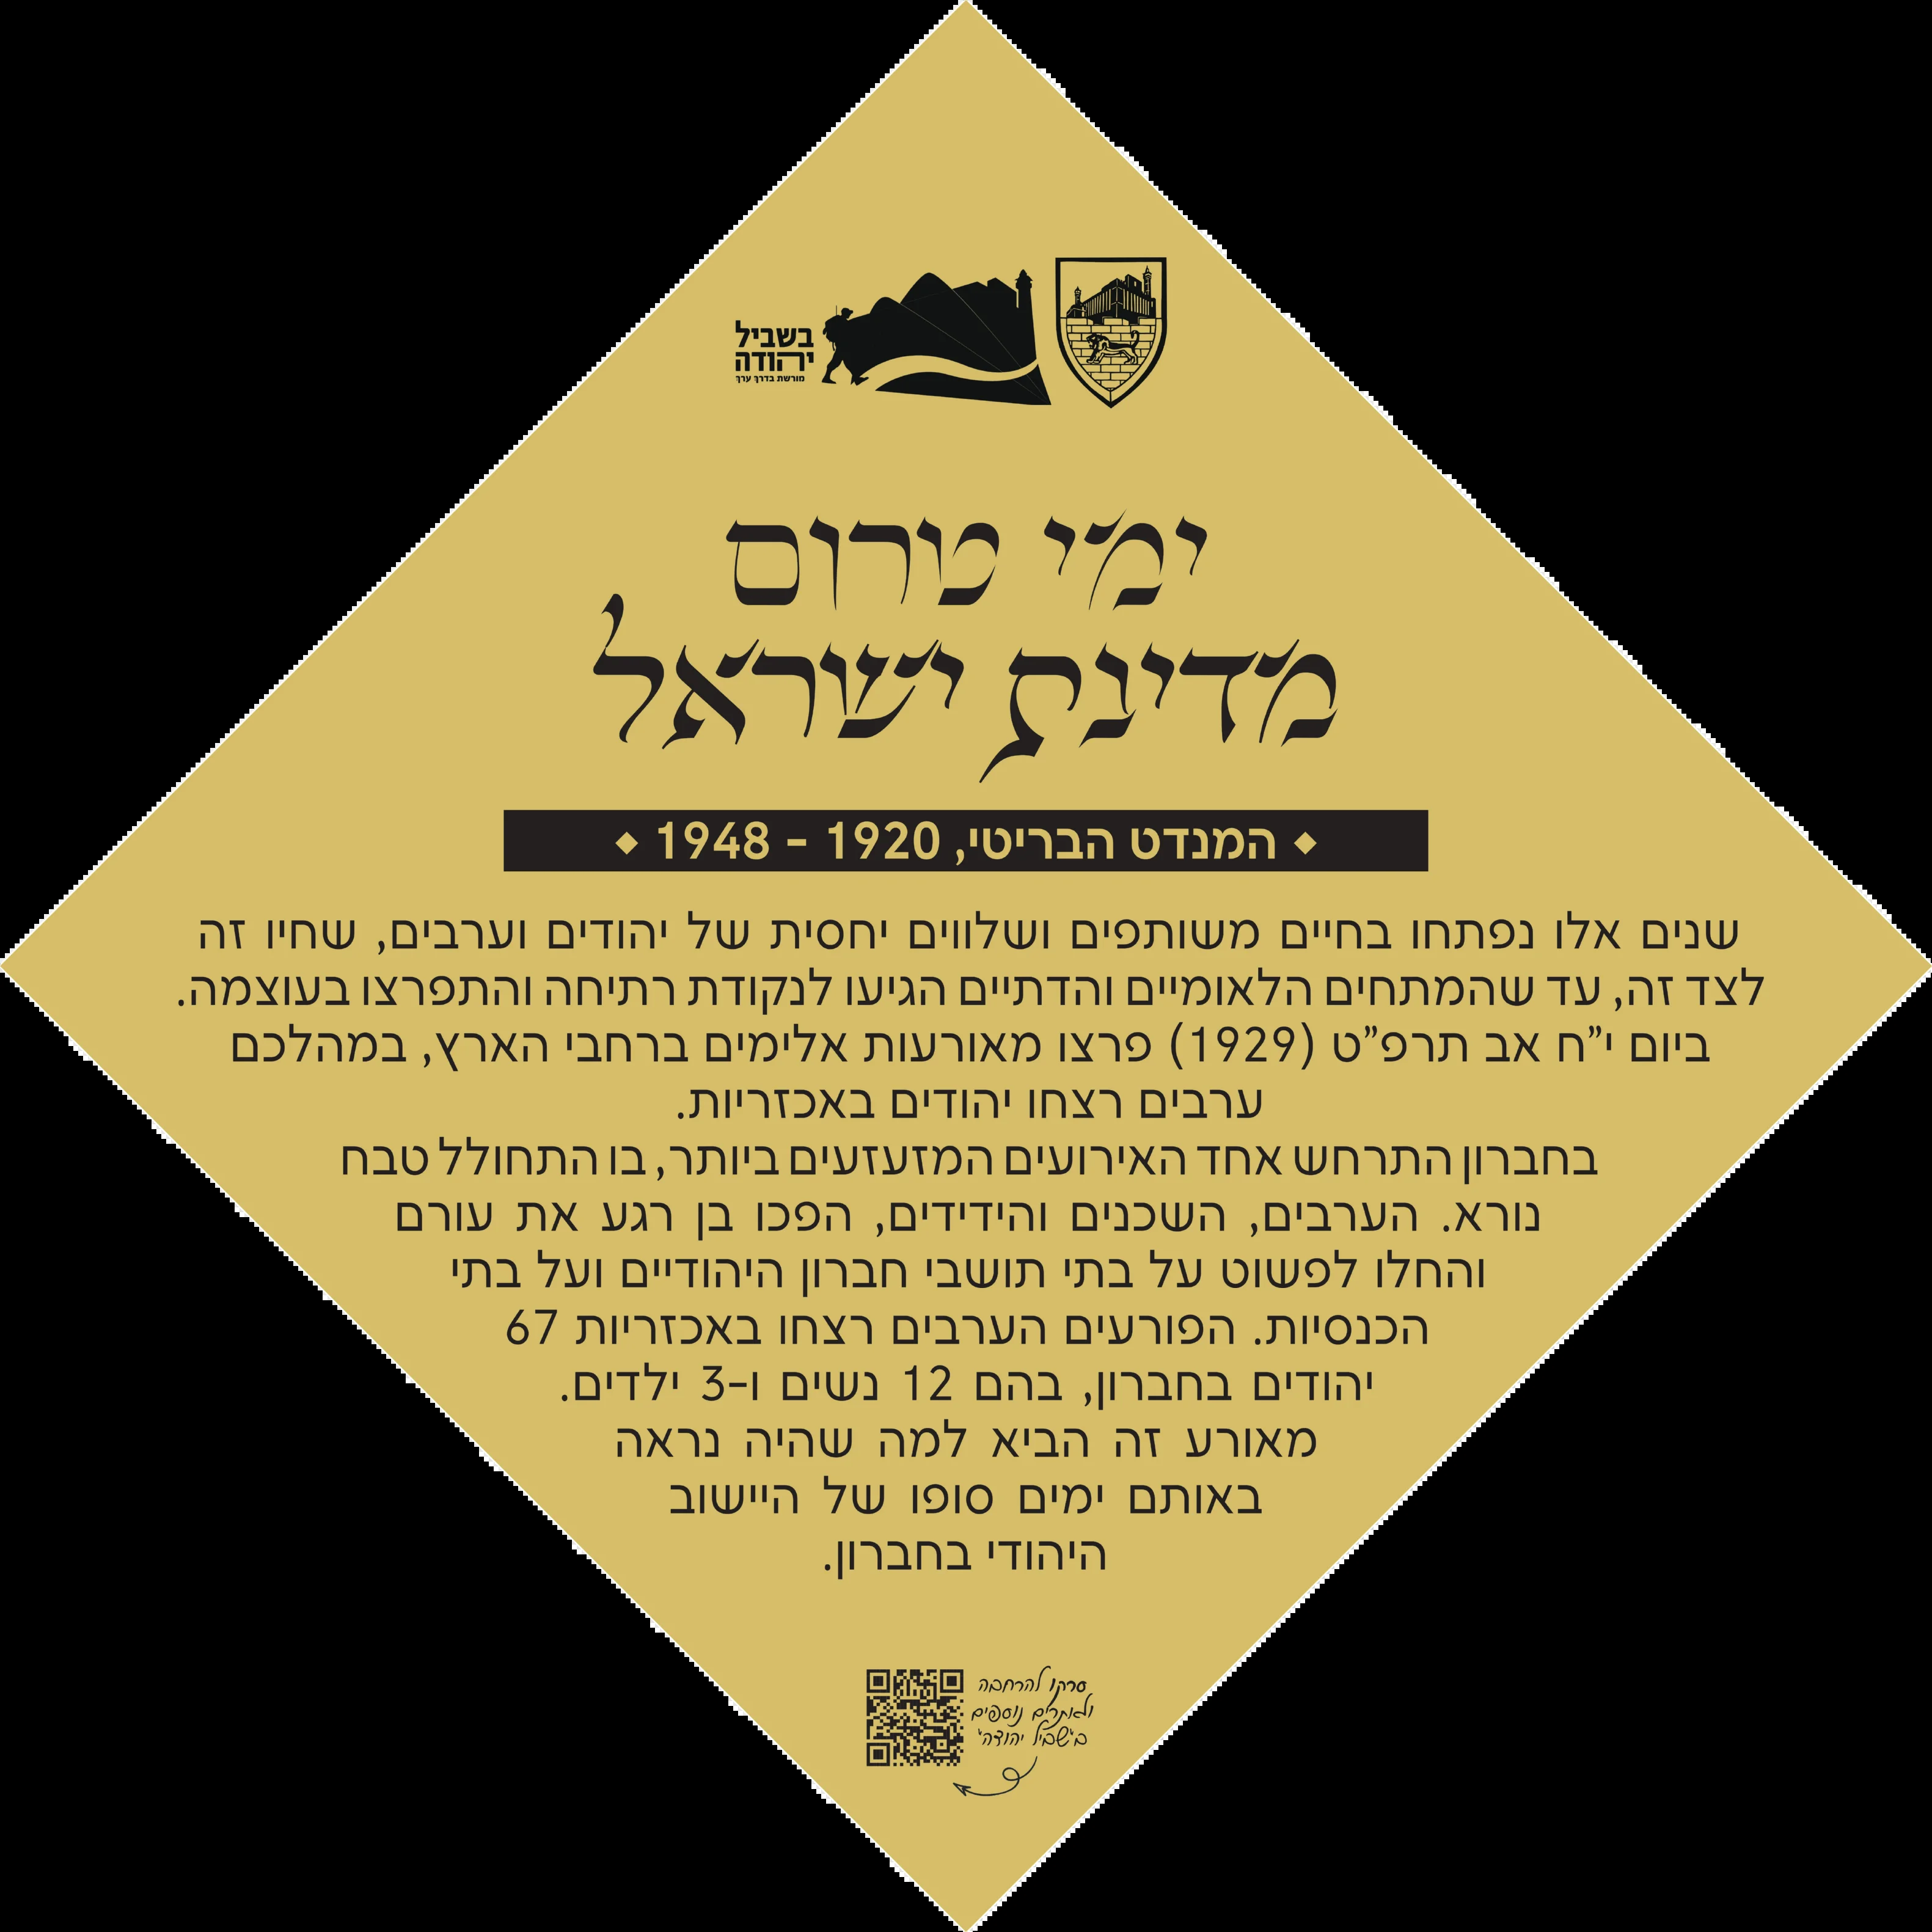 בשביל
יהודה
מורשת בדרך ערך
ימי טרום
מדינת ישראל
המנדט הבריטי, 1920 - 1948
שנים אלו נפתחו בחיים משותפים ושלווים יחסית של יהודים וערבים, שחיו זה
לצד זה, עד שהמתחים הלאומיים והדתיים הגיעו לנקודת רתיחה והתפרצו בעוצמה.
ביום י״ח אב תרפ״ט (1929) פרצו מאורעות אלימים ברחבי הארץ, במהלכם
ערבים רצחו יהודים באכזריות.
בחברון התרחש אחד האירועים המזעזעים ביותר, בו התחולל טבח
נורא. הערבים, השכנים והידידים, הפכו בן רגע את עורם
והחלו לפשוט על בתי תושבי חברון היהודיים ועל בתי
הכנסיות. הפורעים הערבים רצחו באכזריות 67
יהודים בחברון, בהם 12 נשים ו-3 ילדים.
מאורע זה הביא למה שהיה נראה
באותם ימים סופו של היישוב
היהודי בחברון.
סרקו להרחבה
ולאתרים נוספים
ב"שביל יהודה"